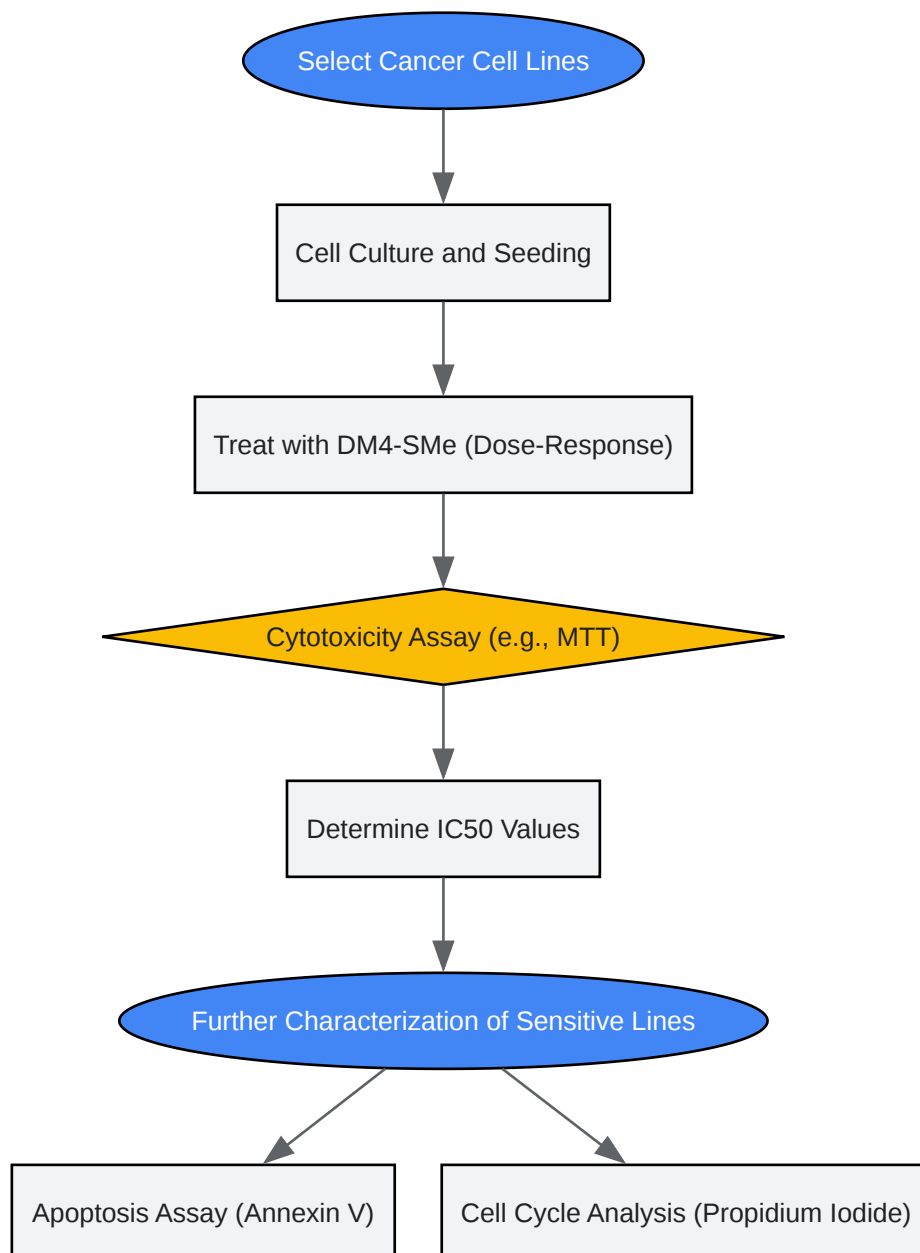 Select Cancer Cell Lines
Cell Culture and Seeding
Treat with DM4-SMe (Dose-Response)
Cytotoxicity Assay (e.g., MTT)
Determine IC50 Values
Further Characterization of Sensitive Lines
Apoptosis Assay (Annexin V)
Cell Cycle Analysis (Propidium Iodide)